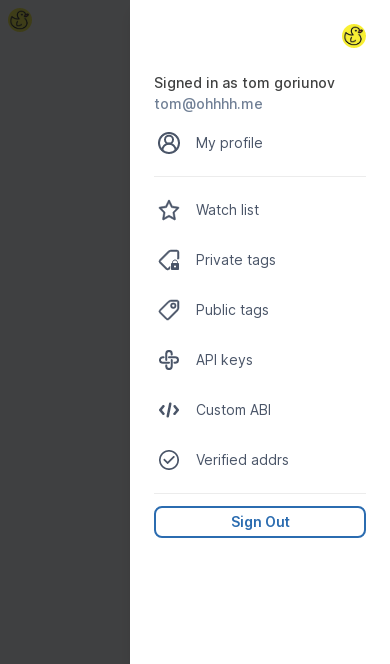 Signed in as tom goriunov
tom@ohhhh.me
My profile
Watch list
Private tags
Public tags
API keys
Custom ABI
Verified addrs
Sign Out